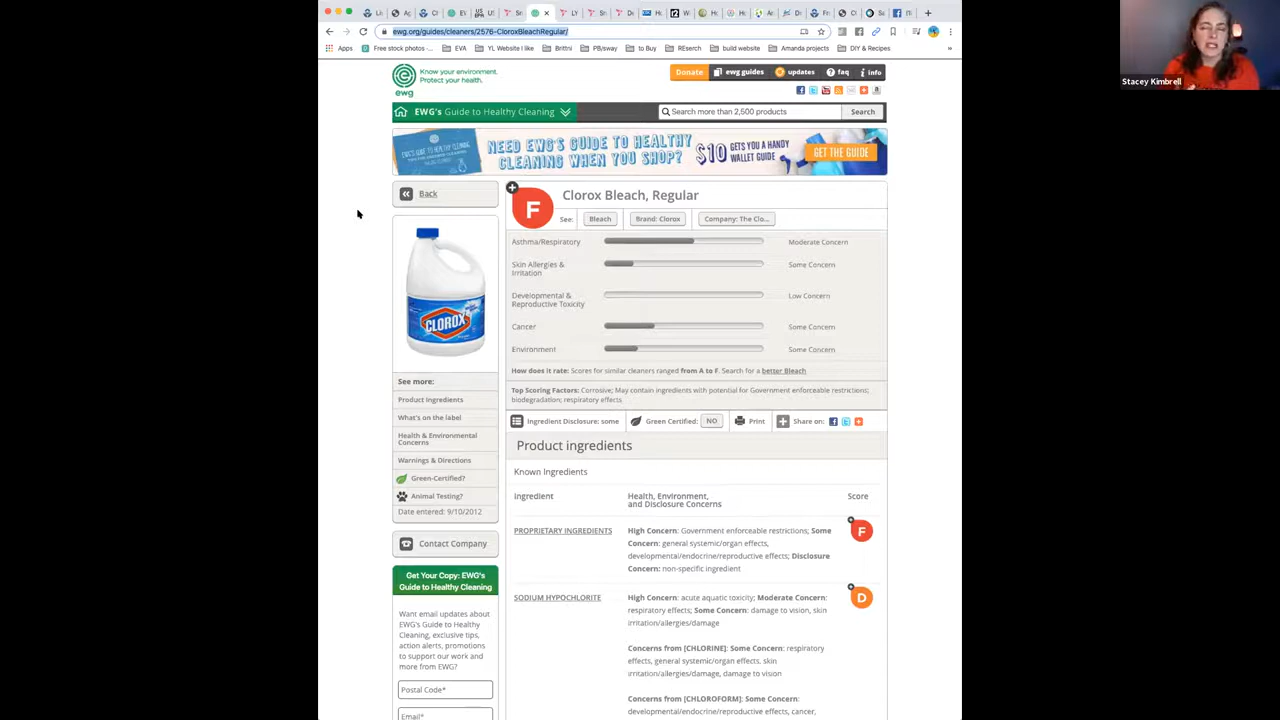 ewg.org/guides/cleaners/2576-CloroxBleachRegular/
Apps
Free stock photos -...
EVA
YL Website I like
Brittni
PB/sway
to Buy
REserch
build website
Amanda projects
DIY & Recipes
Stacey Kimbrell
Know your environment.
Protect your health.
ewg
Donate
ewg guides
updates
faq
info
EWG's Guide to Healthy Cleaning
Search more than 2,500 products
Search
EWG'S GUIDE TO HEALTHY CLEANING
NEED EWG'S GUIDE TO HEALTHY
CLEANING WHEN YOU SHOP?
$10 GETS YOU A HANDY
WALLET GUIDE
GET THE GUIDE
Back
F
Clorox Bleach, Regular
See:
Bleach
Brand: Clorox
Company: The Clo...
Asthma/Respiratory
Moderate Concern
Skin Allergies &
Irritation
Some Concern
Developmental &
Reproductive Toxicity
Low Concern
Cancer
Some Concern
Environment
Some Concern
How does it rate: Scores for similar cleaners ranged from A to F. Search for a better Bleach
Top Scoring Factors: Corrosive; May contain ingredients with potential for Government enforceable restrictions;
biodegradation; respiratory effects
CLOROX
See more:
Product Ingredients
What's on the label
Health & Environmental
Concerns
Warnings & Directions
Green-Certified?
Animal Testing?
Date entered: 9/10/2012
Contact Company
Get Your Copy: EWG's
Guide to Healthy Cleaning
Want email updates about
EWG's Guide to Healthy
Cleaning, exclusive tips,
action alerts, promotions
to support our work and
more from EWG?
Postal Code*
Email*
Ingredient Disclosure: some
Green Certified:
NO
Print
Share on:
Product ingredients
Known Ingredients
Ingredient
Health, Environment,
and Disclosure Concerns
Score
PROPRIETARY INGREDIENTS
High Concern: Government enforceable restrictions; Some
Concern: general systemic/organ effects,
developmental/endocrine/reproductive effects; Disclosure
Concern: non-specific ingredient
F
SODIUM HYPOCHLORITE
High Concern: acute aquatic toxicity; Moderate Concern:
respiratory effects; Some Concern: damage to vision, skin
irritation/allergies/damage
D
Concerns from [CHLORINE]: Some Concern: respiratory
effects, general systemic/organ effects, skin
irritation/allergies/damage, damage to vision
Concerns from [CHLOROFORM]: Some Concern:
developmental/endocrine/reproductive effects, cancer,